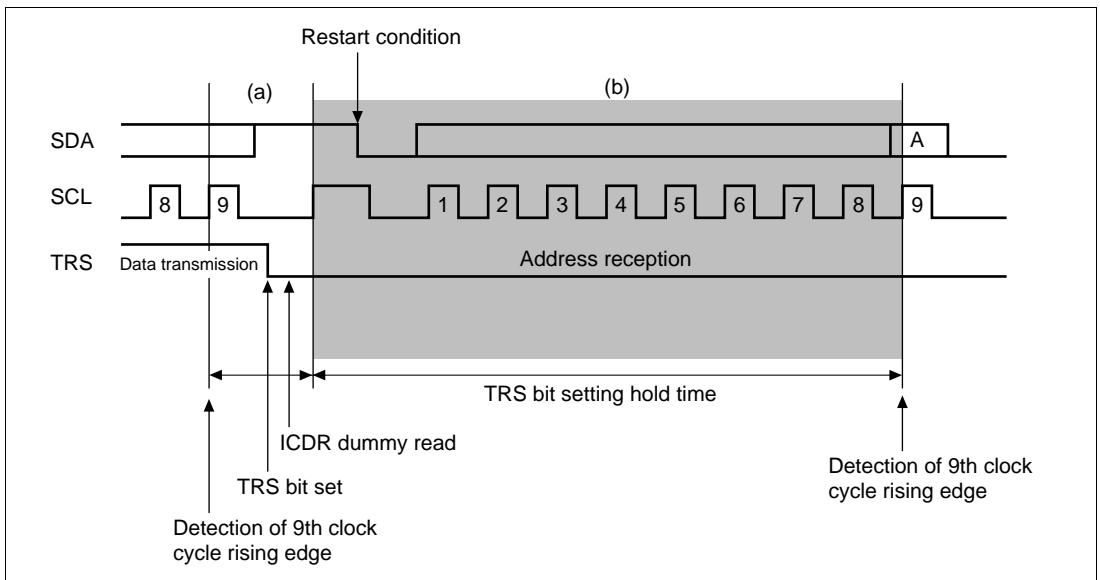 Restart condition
(a)
(b)
SDA
A
SCL
8
9
1
2
3
4
5
6
7
8
9
TRS
Data transmission
Address reception
TRS bit setting hold time
ICDR dummy read
TRS bit set
Detection of 9th clock
cycle rising edge
Detection of 9th clock
cycle rising edge